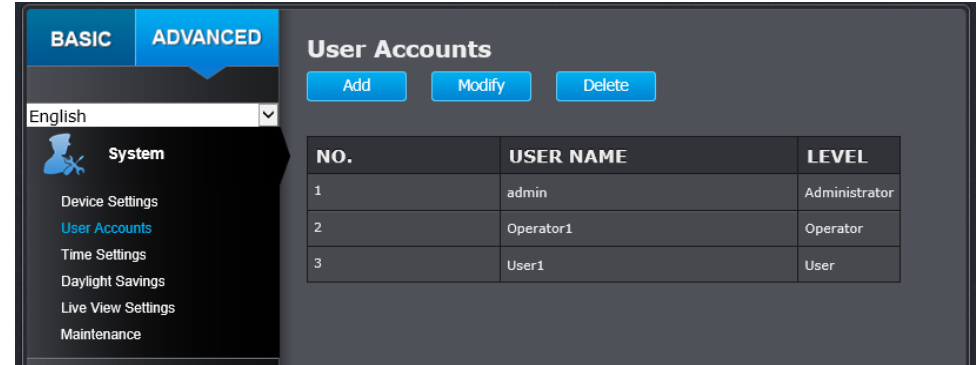 BASIC ADVANCED
English
System
Device Settings
User Accounts
Time Settings
Daylight Savings
Live View Settings
Maintenance
User Accounts
Add Modify Delete
NO. USER NAME LEVEL
1 admin Administrator
2 Operator1 Operator
3 User1 User